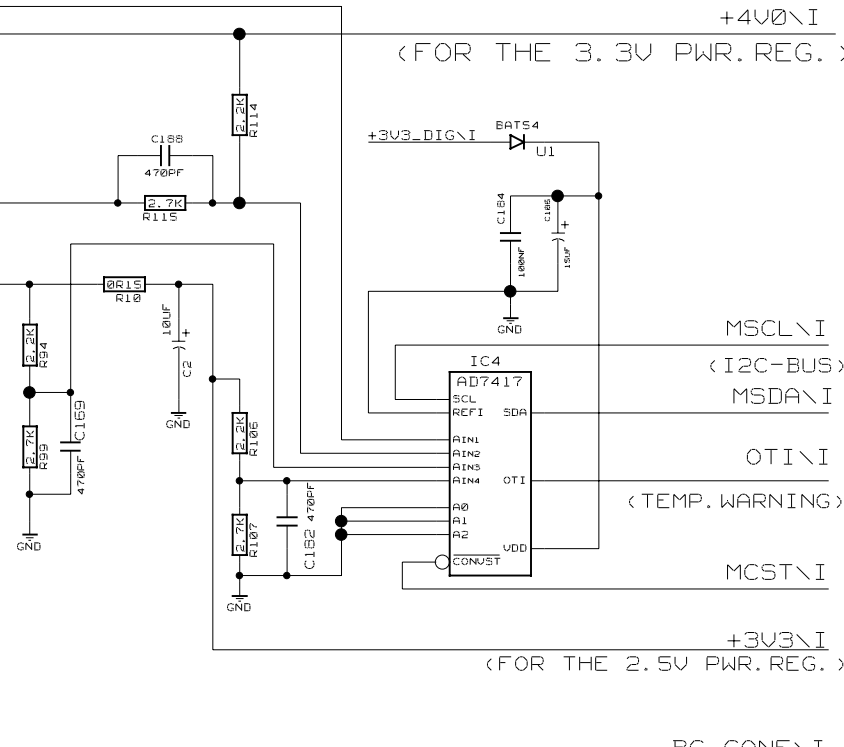 +4V0\I
(FOR THE 3.3V PWR.REG.)
2.2K
R114
BAT54
+3V3_DIG\I
U1
C188
470PF
2.7K
R115
C184
100NF
C186
+
15UF
GND
0R15
R10
10UF
+
C2
GND
2.2K
R94
2.7K
R99
C169
470PF
GND
MSCL\I
(I2C-BUS)
MSDA\I
IC4
AD7417
SCL
REFI
SDA
AIN1
AIN2
AIN3
AIN4
OTI
A0
A1
A2
VDD
CONVST
OTI\I
(TEMP.WARNING)
2.2K
R106
2.7K
R107
C182
470PF
GND
MCST\I
+3V3\I
(FOR THE 2.5V PWR.REG.)